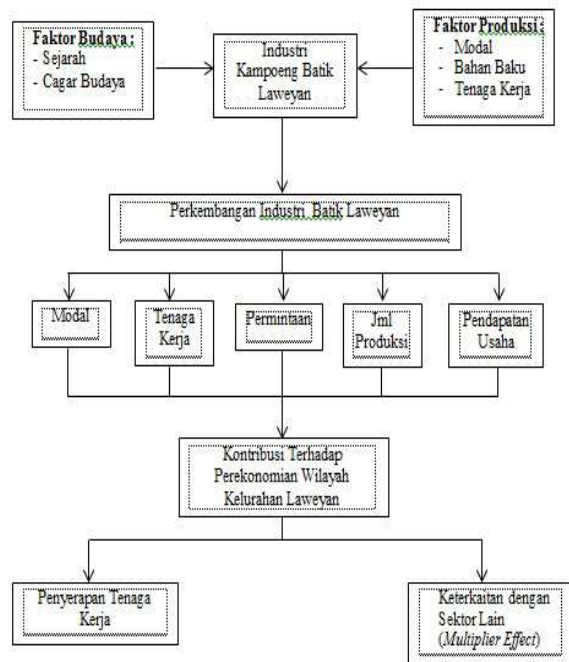 Faktor Budaya :
- Sejarah
- Cagar Budaya
Industri
Kampoeng Batik
Laweyan
Faktor Produksi :
- Modal
- Bahan Baku
- Tenaga Kerja
Perkembangan Industri Batik Laweyan
Modal
Tenaga
Kerja
Permintaan
Jml
Produksi
Pendapatan
Usaha
Kontribusi Terhadap
Perekonomian Wilayah
Kelurahan Laweyan
Penyerapan Tenaga
Kerja
Keterkaitan dengan
Sektor Lain
(Multiplier Effect)